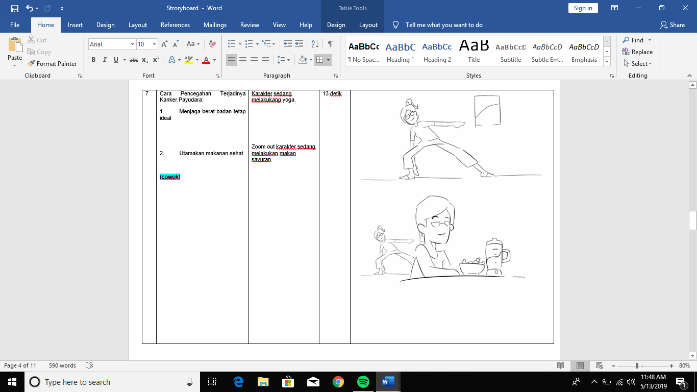 Storyboard - Word
Table Tools
Sign in
File Home Insert Design Layout References Mailings Review View Help Design Layout Tell me what you want to do
Share
Paste
Cut
Copy
Format Painter
Clipboard
Arial
10
Font
Paragraph
AaBbCc AaBbC AaBbCc AaB AaBbCcD AaBbCcD AaBbCcD
¶ No Spac... Heading 1 Heading 2 Title Subtitle Subtle Em... Emphasis
Styles
Find
Replace
Select
Editing
7
Cara Pencegahan Terjadinya
Kanker Payudara:
1. Menjaga berat badan tetap
ideal
2. Utamakan makanan sehat
Karakter sedang
melakukang yoga.
Zoom out karakter sedang
melakukan makan
sayuran
13 detik
Page 4 of 11 590 words
80%
Type here to search
11:48 AM
5/13/2019